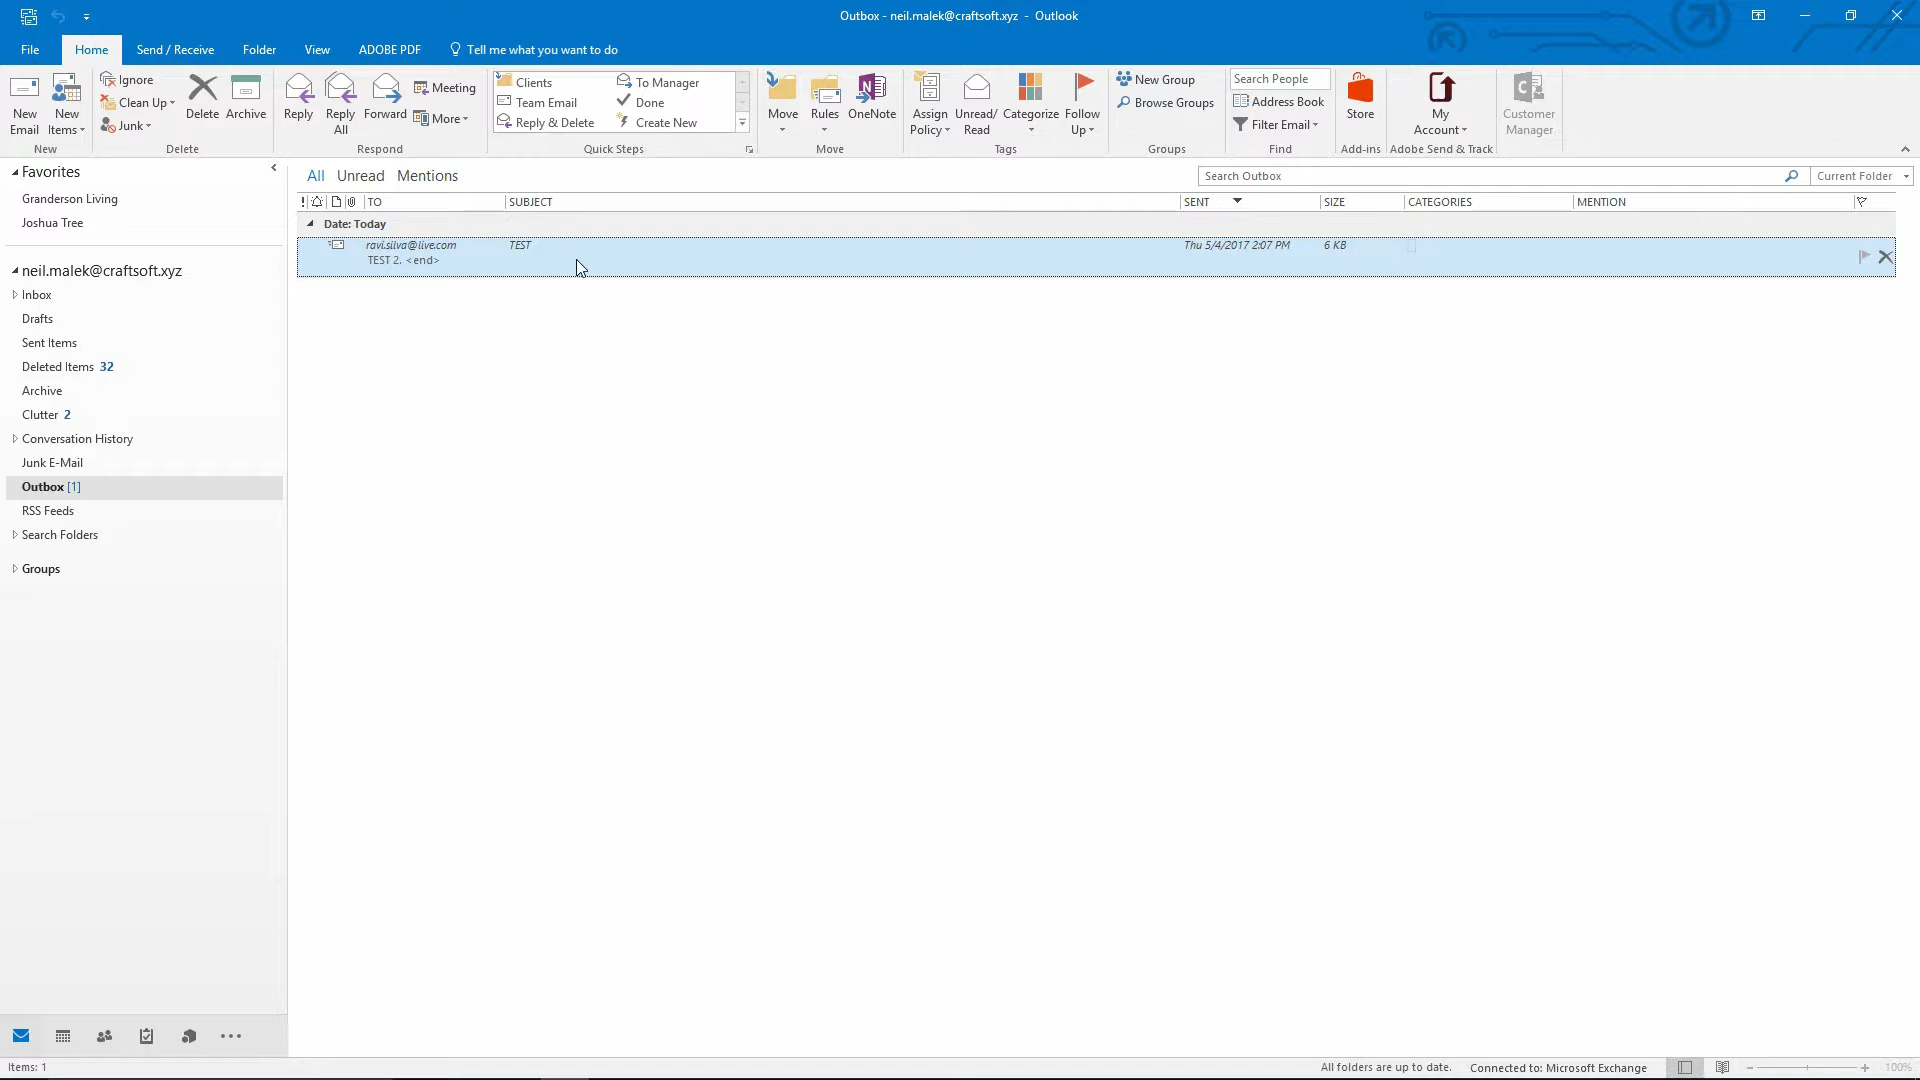 Outbox - neil.malek@craftsoft.xyz - Outlook
File Home Send / Receive Folder View ADOBE PDF Tell me what you want to do
New Email
New Items
New
Ignore
Clean Up
Junk
Delete
Archive
Delete
Reply
Reply All
Forward
Meeting
More
Respond
Clients
To Manager
Team Email
Done
Reply & Delete
Create New
Quick Steps
Move
Rules
OneNote
Move
Assign Policy
Unread/ Read
Categorize
Follow Up
Tags
New Group
Browse Groups
Groups
Search People
Address Book
Filter Email
Find
Store
Add-ins
My Account
Adobe Send & Track
Customer Manager
Favorites
Granderson Living
Joshua Tree
neil.malek@craftsoft.xyz
Inbox
Drafts
Sent Items
Deleted Items 32
Archive
Clutter 2
Conversation History
Junk E-Mail
Outbox [1]
RSS Feeds
Search Folders
Groups
All Unread Mentions
Search Outbox
Current Folder
! TO SUBJECT SENT SIZE CATEGORIES MENTION
Date: Today
ravi.silva@live.com TEST Thu 5/4/2017 2:07 PM 6 KB
TEST 2. <end>
Items: 1
All folders are up to date. Connected to: Microsoft Exchange
100%